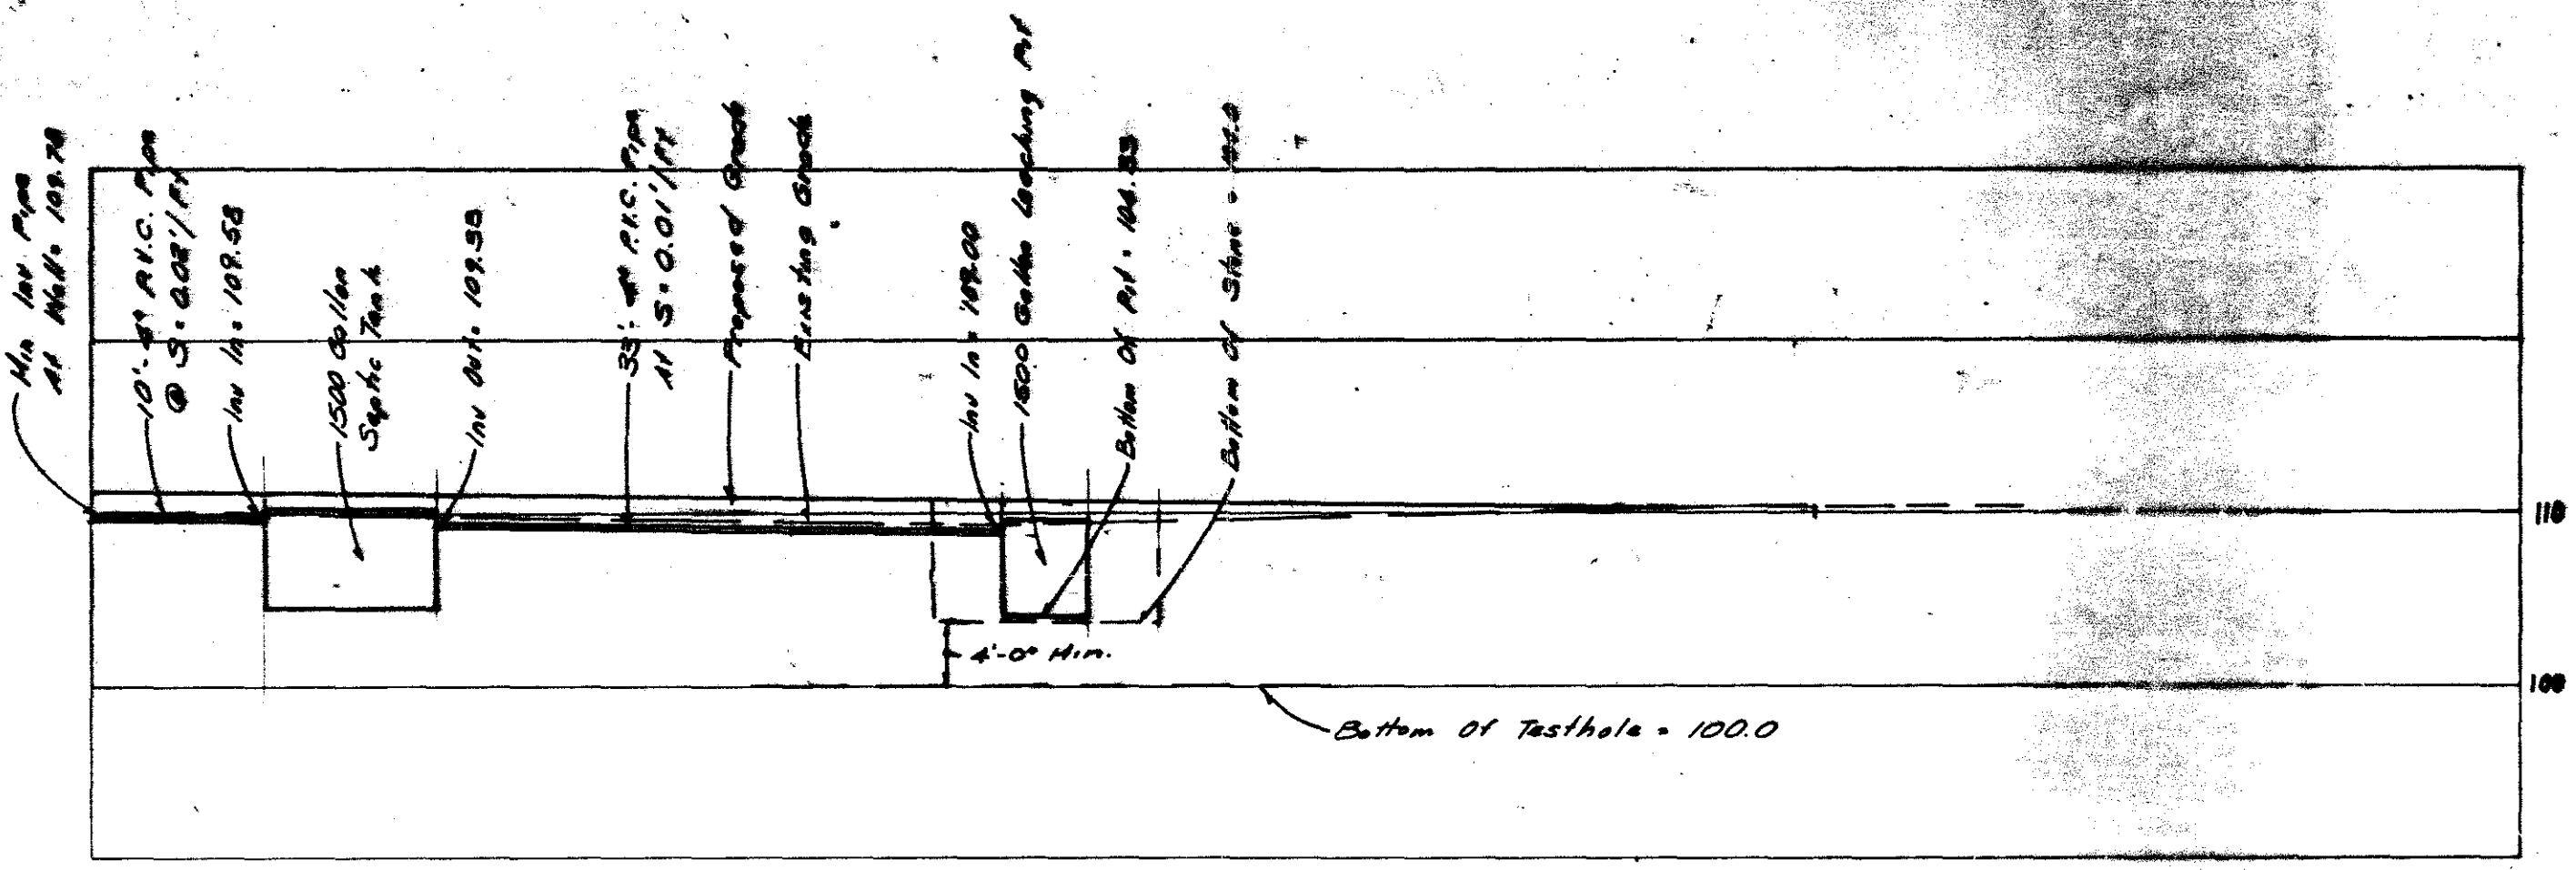 Min Inv Pipe
At Wall = 109.78
10'-4" P.V.C. Pipe
@ S = 0.02'/Ft
Inv In = 109.58
1500 Gallon
Septic Tank
Inv Out = 109.33
33'-4" P.V.C. Pipe
At S = 0.01'/Ft
Proposed Grade
Existing Grade
Inv In = 109.00
1500 Gallon Leaching Pit
Bottom Of Pit = 104.33
Bottom Of Stone =
110
4'-0" Min.
100
Bottom Of Testhole = 100.0